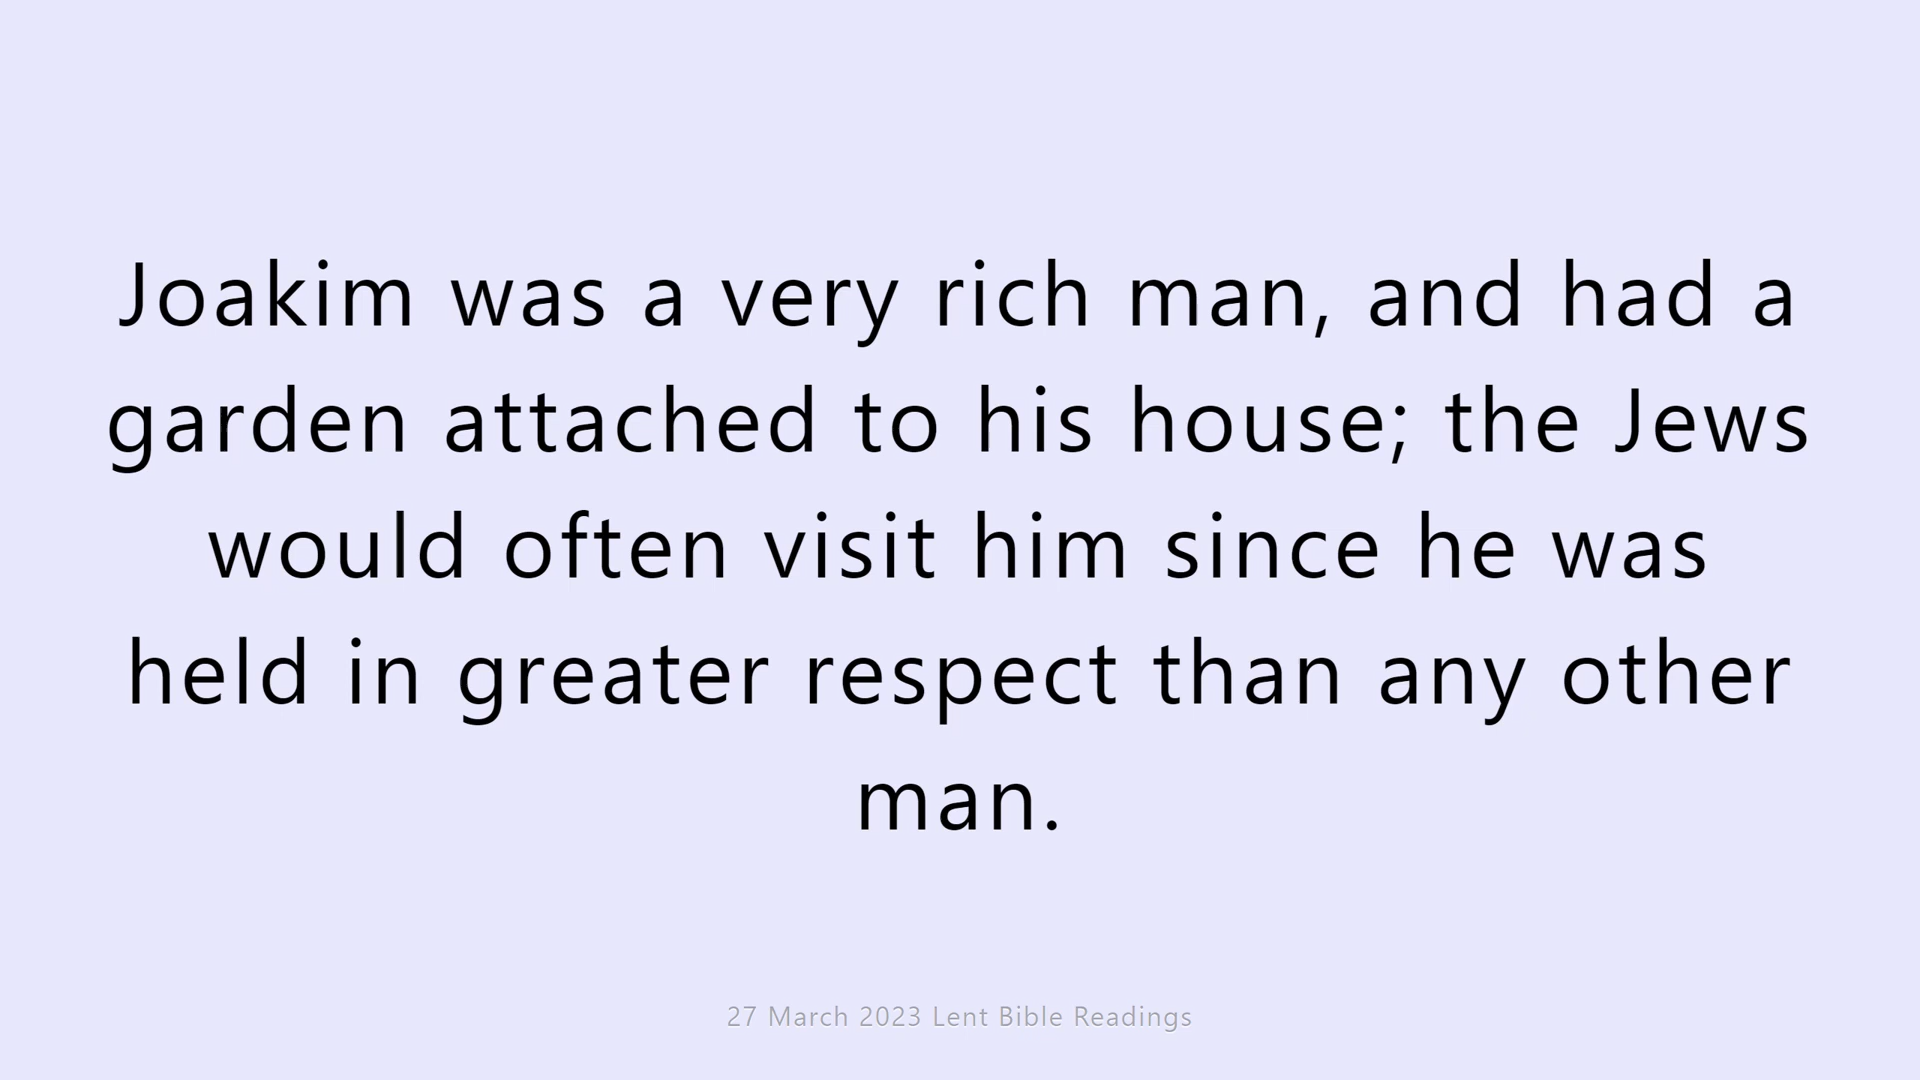 Joakim was a very rich man, and had a
garden attached to his house; the Jews
would often visit him since he was
held in greater respect than any other
man.
27 March 2023 Lent Bible Readings